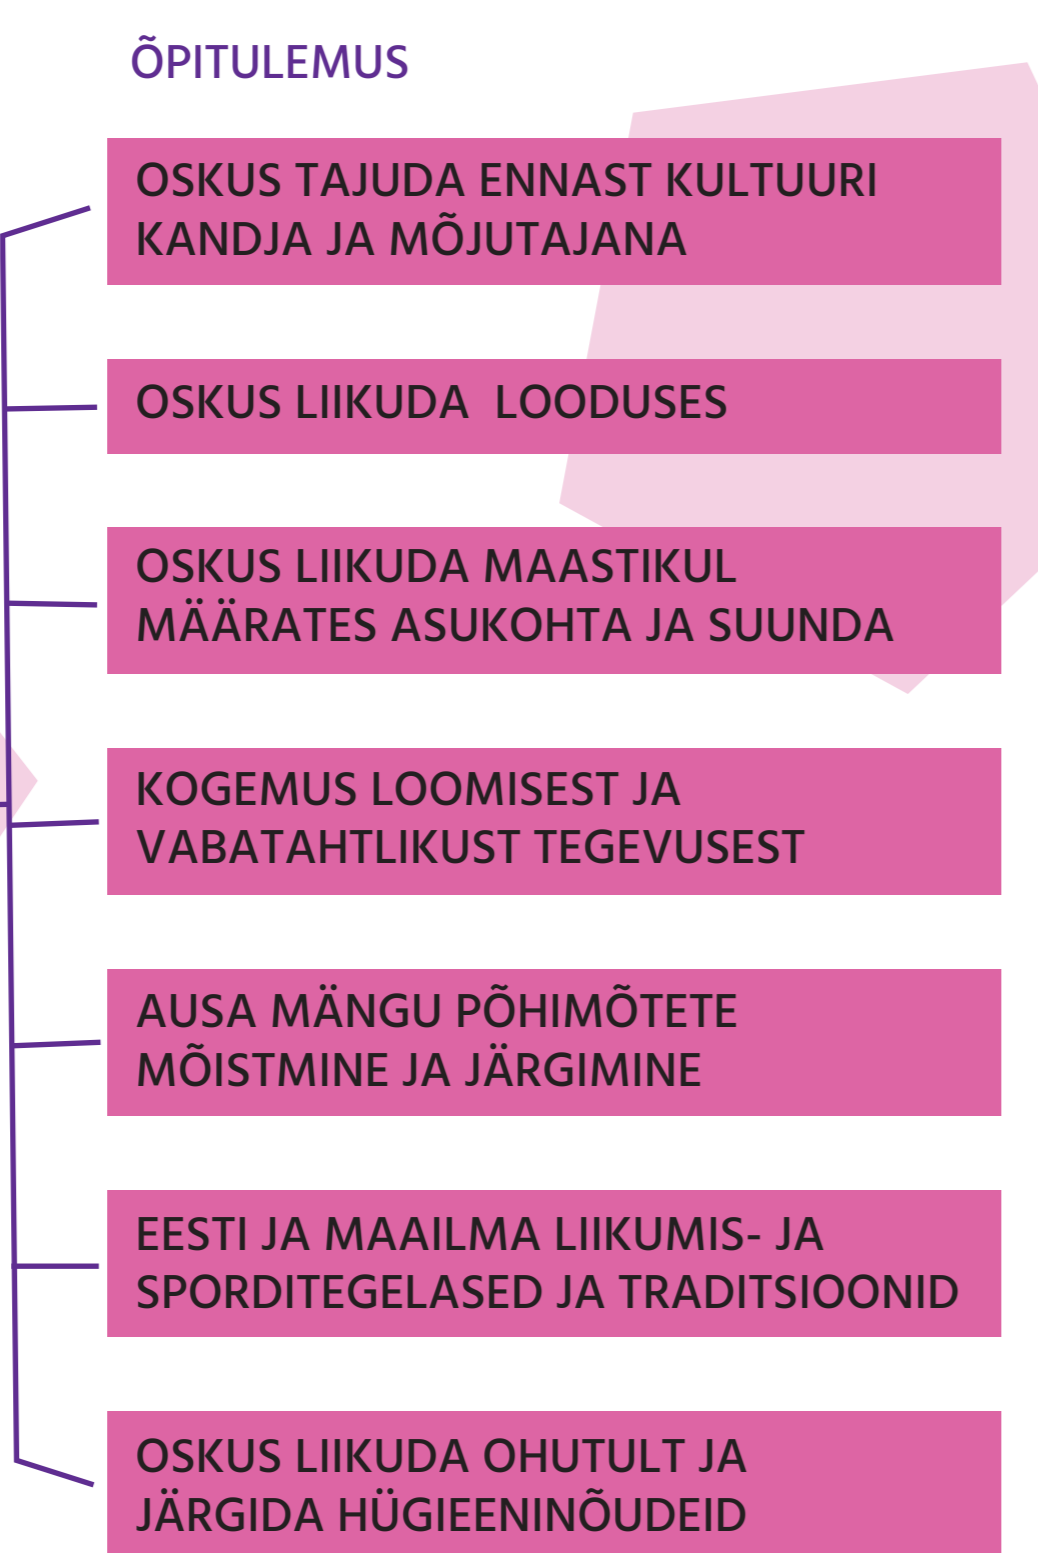 ÕPITULEMUS
OSKUS TAJUDA ENNAST KULTUURI
KANDJA JA MÕJUTAJANA
OSKUS LIIKUDA LOODUSES
OSKUS LIIKUDA MAASTIKUL
MÄÄRATES ASUKOHTA JA SUUNDA
KOGEMUS LOOMISEST JA
VABATAHTLIKUST TEGEVUSEST
AUSA MÄNGU PÕHIMÕTETE
MÕISTMINE JA JÄRGIMINE
EESTI JA MAAILMA LIIKUMIS- JA
SPORDITEGELASED JA TRADITSIOONID
OSKUS LIIKUDA OHUTULT JA
JÄRGIDA HÜGIEENINÕUDEID